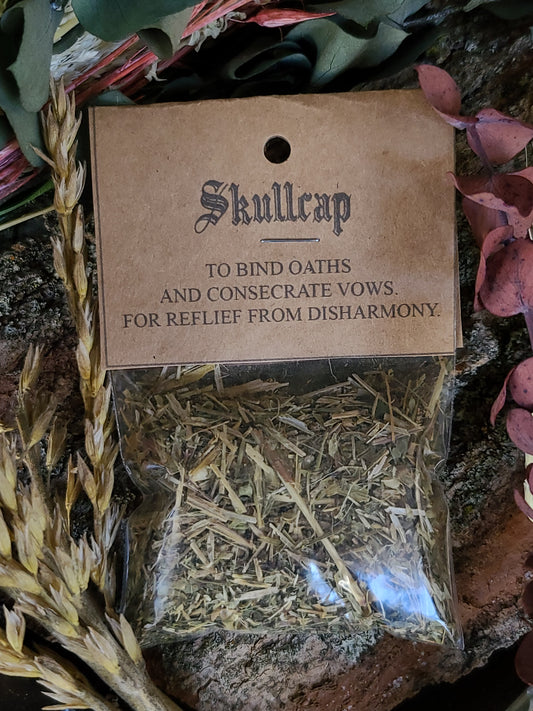 Skullcap
TO BIND OATHS
AND CONSECRATE VOWS.
FOR REFLIEF FROM DISHARMONY.